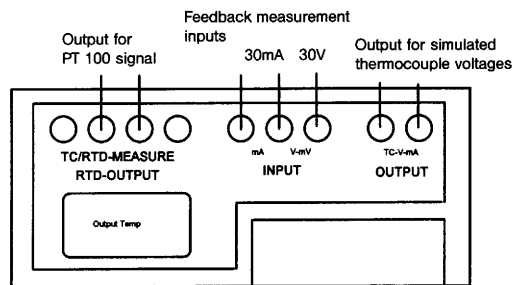 Feedback measurement
inputs
Output for
PT 100 signal
30mA 30V
Output for simulated
thermocouple voltages
TC/RTD-MEASURE
RTD-OUTPUT
mA V-mV
INPUT
TC-V-mA
OUTPUT
Output Temp